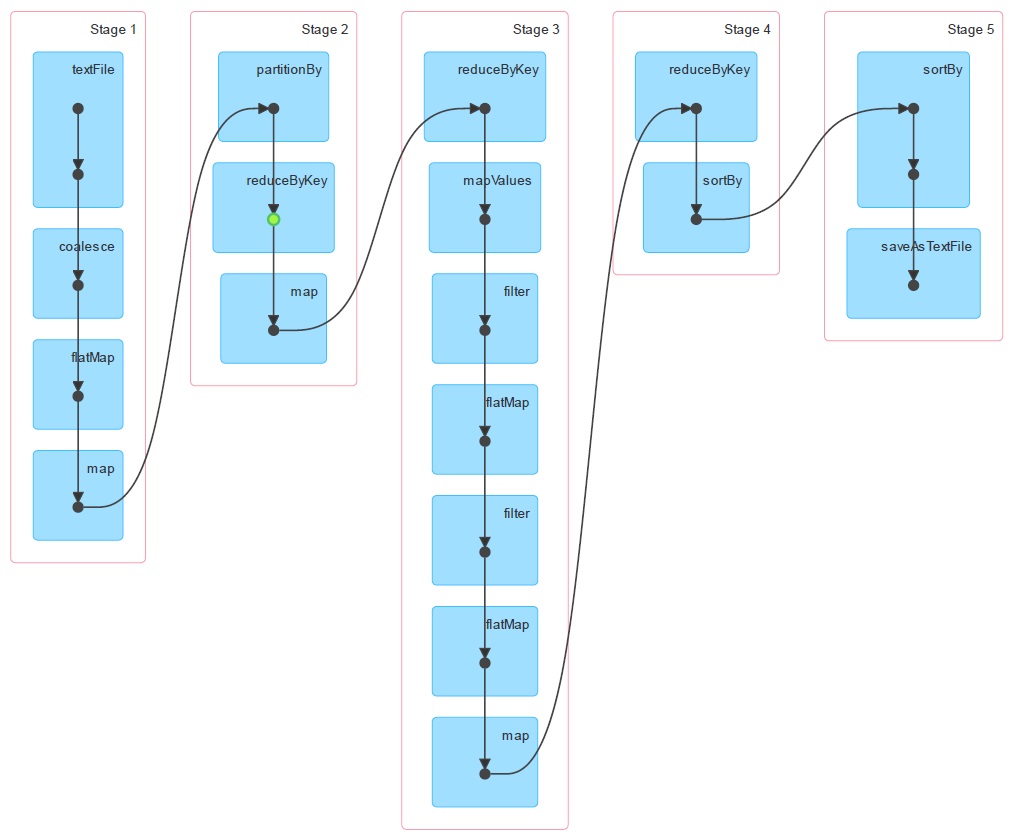 Stage 1
textFile
coalesce
flatMap
map
Stage 2
partitionBy
reduceByKey
map
Stage 3
reduceByKey
mapValues
filter
flatMap
filter
flatMap
map
Stage 4
reduceByKey
sortBy
Stage 5
sortBy
saveAsTextFile